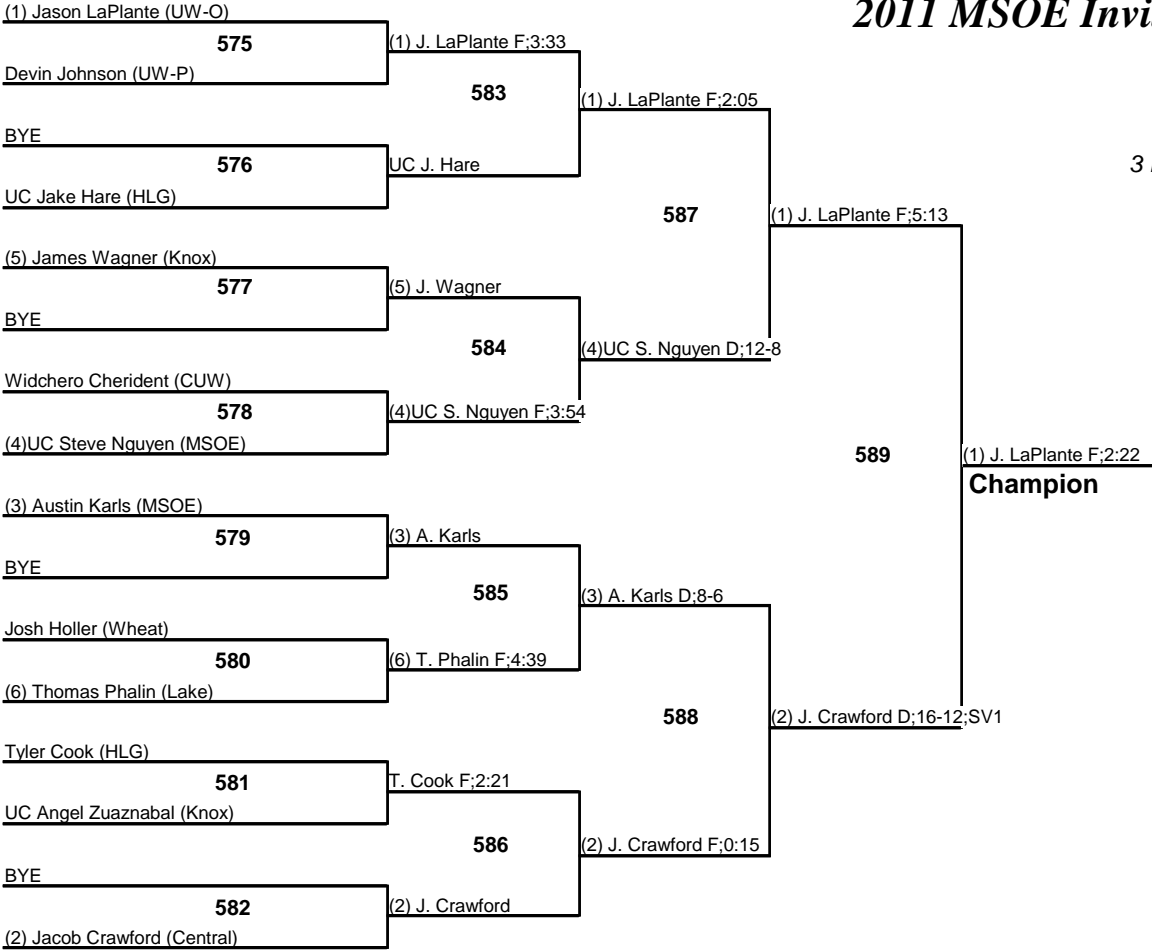 (1) Jason LaPlante (UW-O)
2011 MSOE Invi
575
(1) J. LaPlante F;3:33
Devin Johnson (UW-P)
583
(1) J. LaPlante F;2:05
BYE
576
UC J. Hare
3
UC Jake Hare (HLG)
587
(1) J. LaPlante F;5:13
(5) James Wagner (Knox)
577
(5) J. Wagner
BYE
584
(4)UC S. Nguyen D;12-8
Widchero Cherident (CUW)
578
(4)UC S. Nguyen F;3:54
(4)UC Steve Nguyen (MSOE)
589
(1) J. LaPlante F;2:22
Champion
(3) Austin Karls (MSOE)
579
(3) A. Karls
BYE
585
(3) A. Karls D;8-6
Josh Holler (Wheat)
580
(6) T. Phalin F;4:39
(6) Thomas Phalin (Lake)
588
(2) J. Crawford D;16-12;SV1
Tyler Cook (HLG)
581
T. Cook F;2:21
UC Angel Zuaznabal (Knox)
586
(2) J. Crawford F;0:15
BYE
582
(2) J. Crawford
(2) Jacob Crawford (Central)